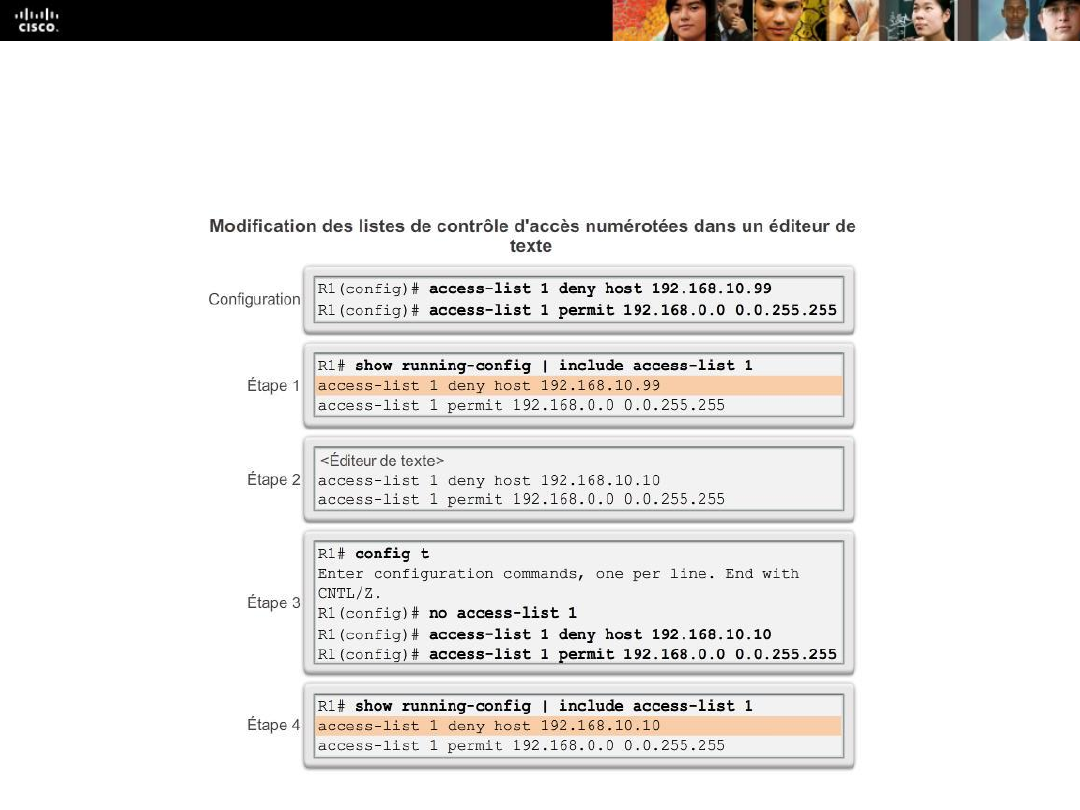 CISCO.
Modification des listes de contrôle d'accès numérotées dans un éditeur de
texte
Configuration
R1(config)# access-list 1 deny host 192.168.10.99
R1(config)# access-list 1 permit 192.168.0.0 0.0.255.255
Étape 1
R1# show running-config | include access-list 1
access-list 1 deny host 192.168.10.99
access-list 1 permit 192.168.0.0 0.0.255.255
Étape 2
<Éditeur de texte>
access-list 1 deny host 192.168.10.10
access-list 1 permit 192.168.0.0 0.0.255.255
Étape 3
R1# config t
Enter configuration commands, one per line. End with
CNTL/Z.
R1(config)# no access-list 1
R1(config)# access-list 1 deny host 192.168.10.10
R1(config)# access-list 1 permit 192.168.0.0 0.0.255.255
Étape 4
R1# show running-config | include access-list 1
access-list 1 deny host 192.168.10.10
access-list 1 permit 192.168.0.0 0.0.255.255